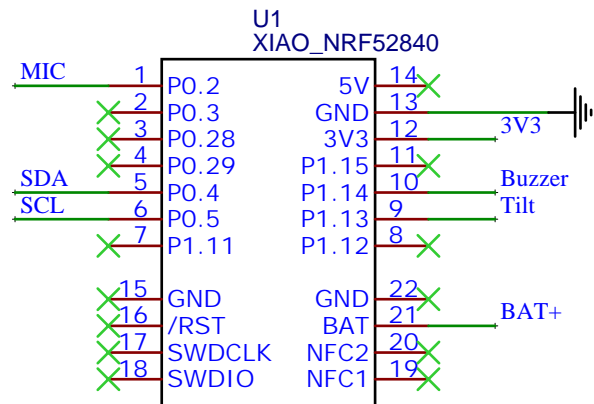 U1
XIAO_NRF52840
MIC 1 P0.2 5V 14
2 P0.3 GND 13
3 P0.28 3V3 12 3V3
4 P0.29 P1.15 11
SDA 5 P0.4 P1.14 10 Buzzer
SCL 6 P0.5 P1.13 9 Tilt
7 P1.11 P1.12 8
15 GND GND 22
16 /RST BAT 21 BAT+
17 SWDCLK NFC2 20
18 SWDIO NFC1 19